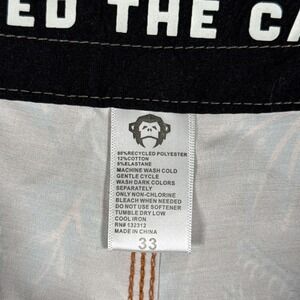 ED THE CA
80%RECYCLED POLYESTER
12%COTTON
5%ELASTANE
MACHINE WASH COLD
GENTLE CYCLE
WASH DARK COLORS
SEPARATELY
ONLY NON-CHLORINE
BLEACH WHEN NEEDED
DO NOT USE SOFTENER
TUMBLE DRY LOW
COOL IRON
RN# 132312
MADE IN CHINA
33